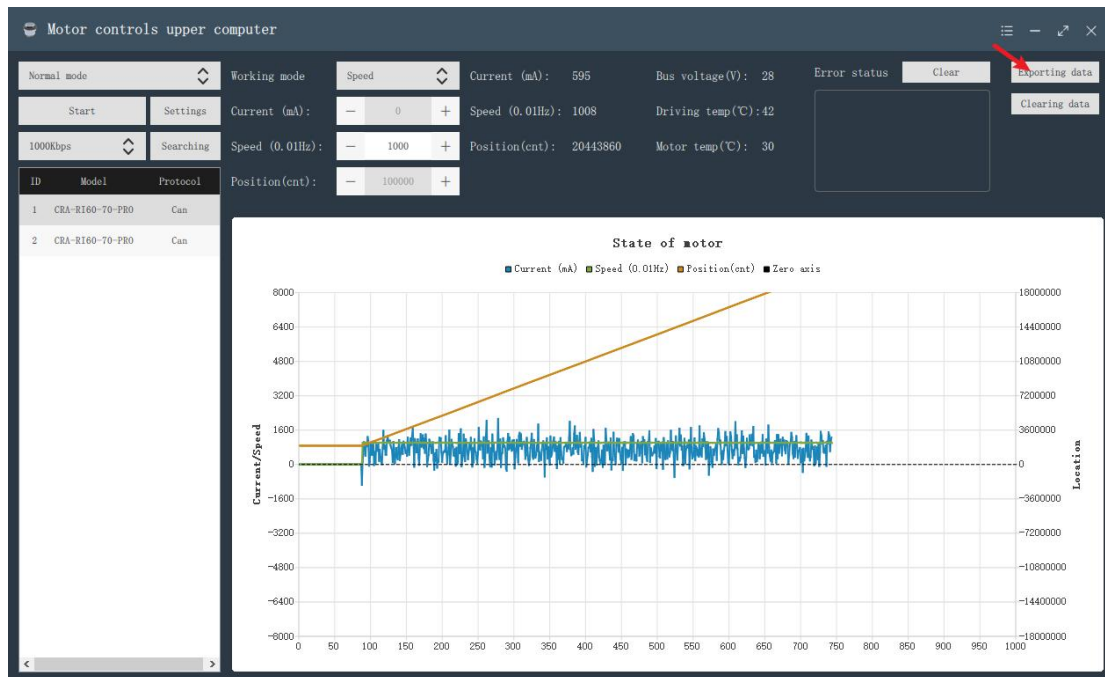 Motor controls upper computer
Normal mode
Start Settings
1000Kbps Searching
ID Model Protocol
1 CRA-RI60-70-PRO Can
2 CRA-RI60-70-PRO Can
Working mode Speed
Current (mA): − 0 +
Speed (0.01Hz): − 1000 +
Position(cnt): − 100000 +
Current (mA): 595
Speed (0.01Hz): 1008
Position(cnt): 20443860
Bus voltage(V): 28
Driving temp(℃):42
Motor temp(℃): 30
Error status Clear
Exporting data
Clearing data
State of motor
Current (mA) Speed (0.01Hz) Position(cnt) Zero axis
Current/Speed
8000
6400
4800
3200
1600
0
-1600
-3200
-4800
-6400
-8000
18000000
14400000
10800000
7200000
3600000
0
-3600000
-7200000
-10800000
-14400000
-18000000
Location
0 50 100 150 200 250 300 350 400 450 500 550 600 650 700 750 800 850 900 950 1000